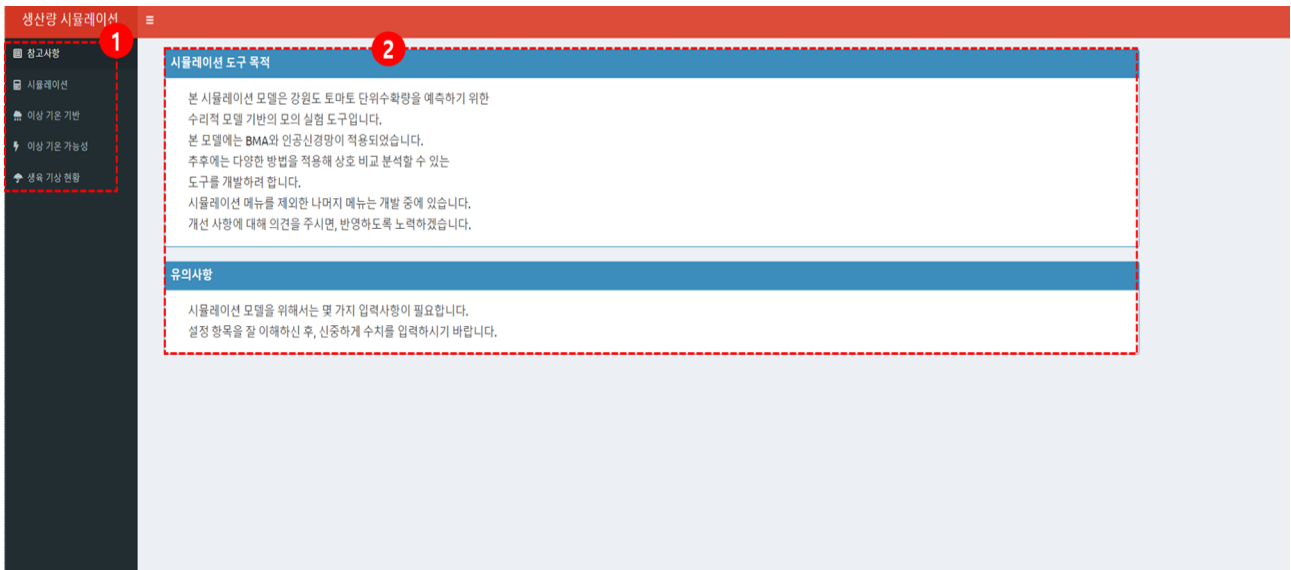 생산량 시뮬레이션
1
참고사항
시뮬레이션
이상 기온 기반
이상 기온 가능성
생육 기상 현황
2
시뮬레이션 도구 목적
본 시뮬레이션 모델은 강원도 토마토 단위수확량을 예측하기 위한
수리적 모델 기반의 모의 실험 도구입니다.
본 모델에는 BMA와 인공신경망이 적용되었습니다.
추후에는 다양한 방법을 적용해 상호 비교 분석할 수 있는
도구를 개발하려 합니다.
시뮬레이션 메뉴를 제외한 나머지 메뉴는 개발 중에 있습니다.
개선 사항에 대해 의견을 주시면, 반영하도록 노력하겠습니다.
유의사항
시뮬레이션 모델을 위해서는 몇 가지 입력사항이 필요합니다.
설정 항목을 잘 이해하신 후, 신중하게 수치를 입력하시기 바랍니다.